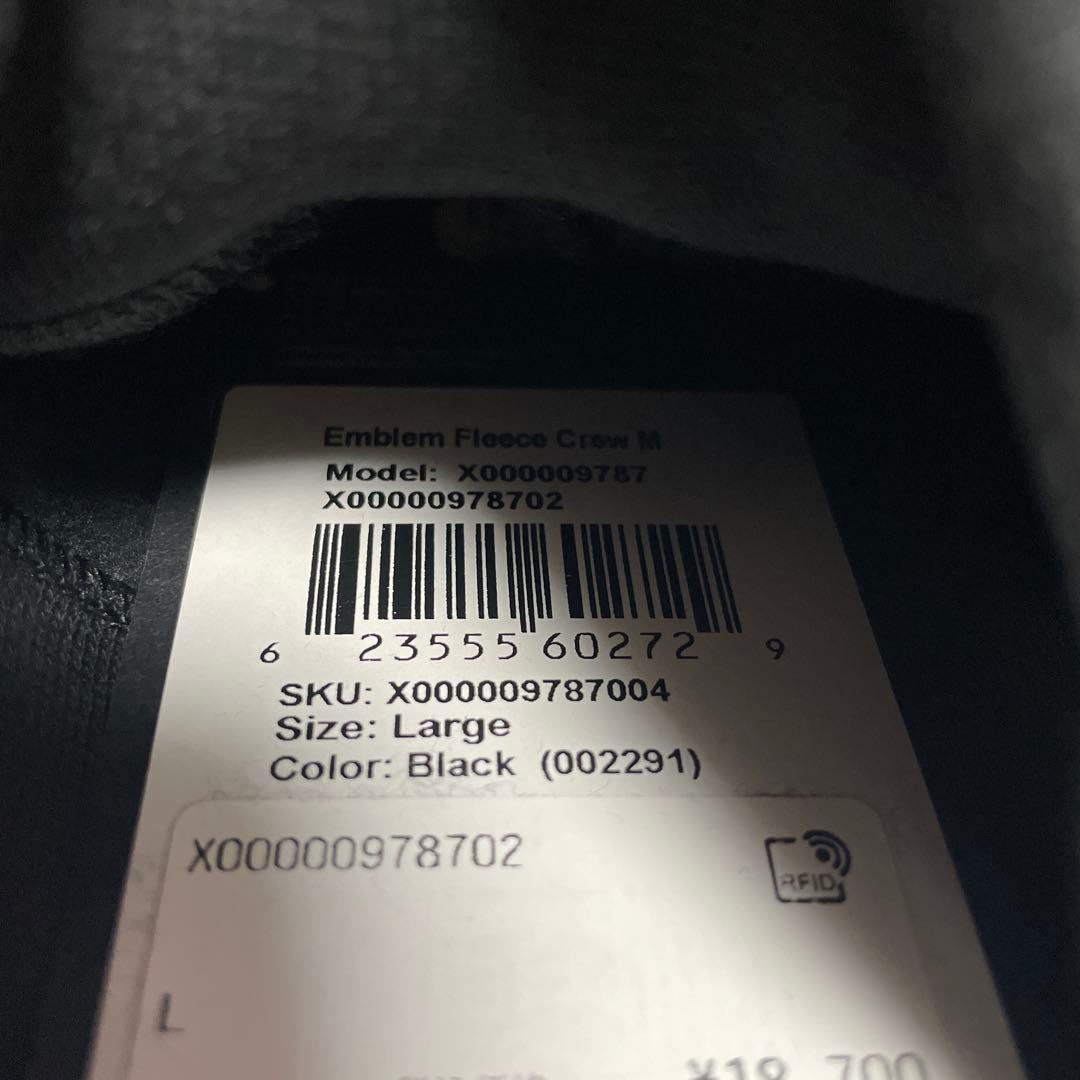 Emblem Fleece Crew M
Model: X000009787
X00000978702
6 23555 60272 9
SKU: X000009787004
Size: Large
Color: Black (002291)
X00000978702
RFID
L